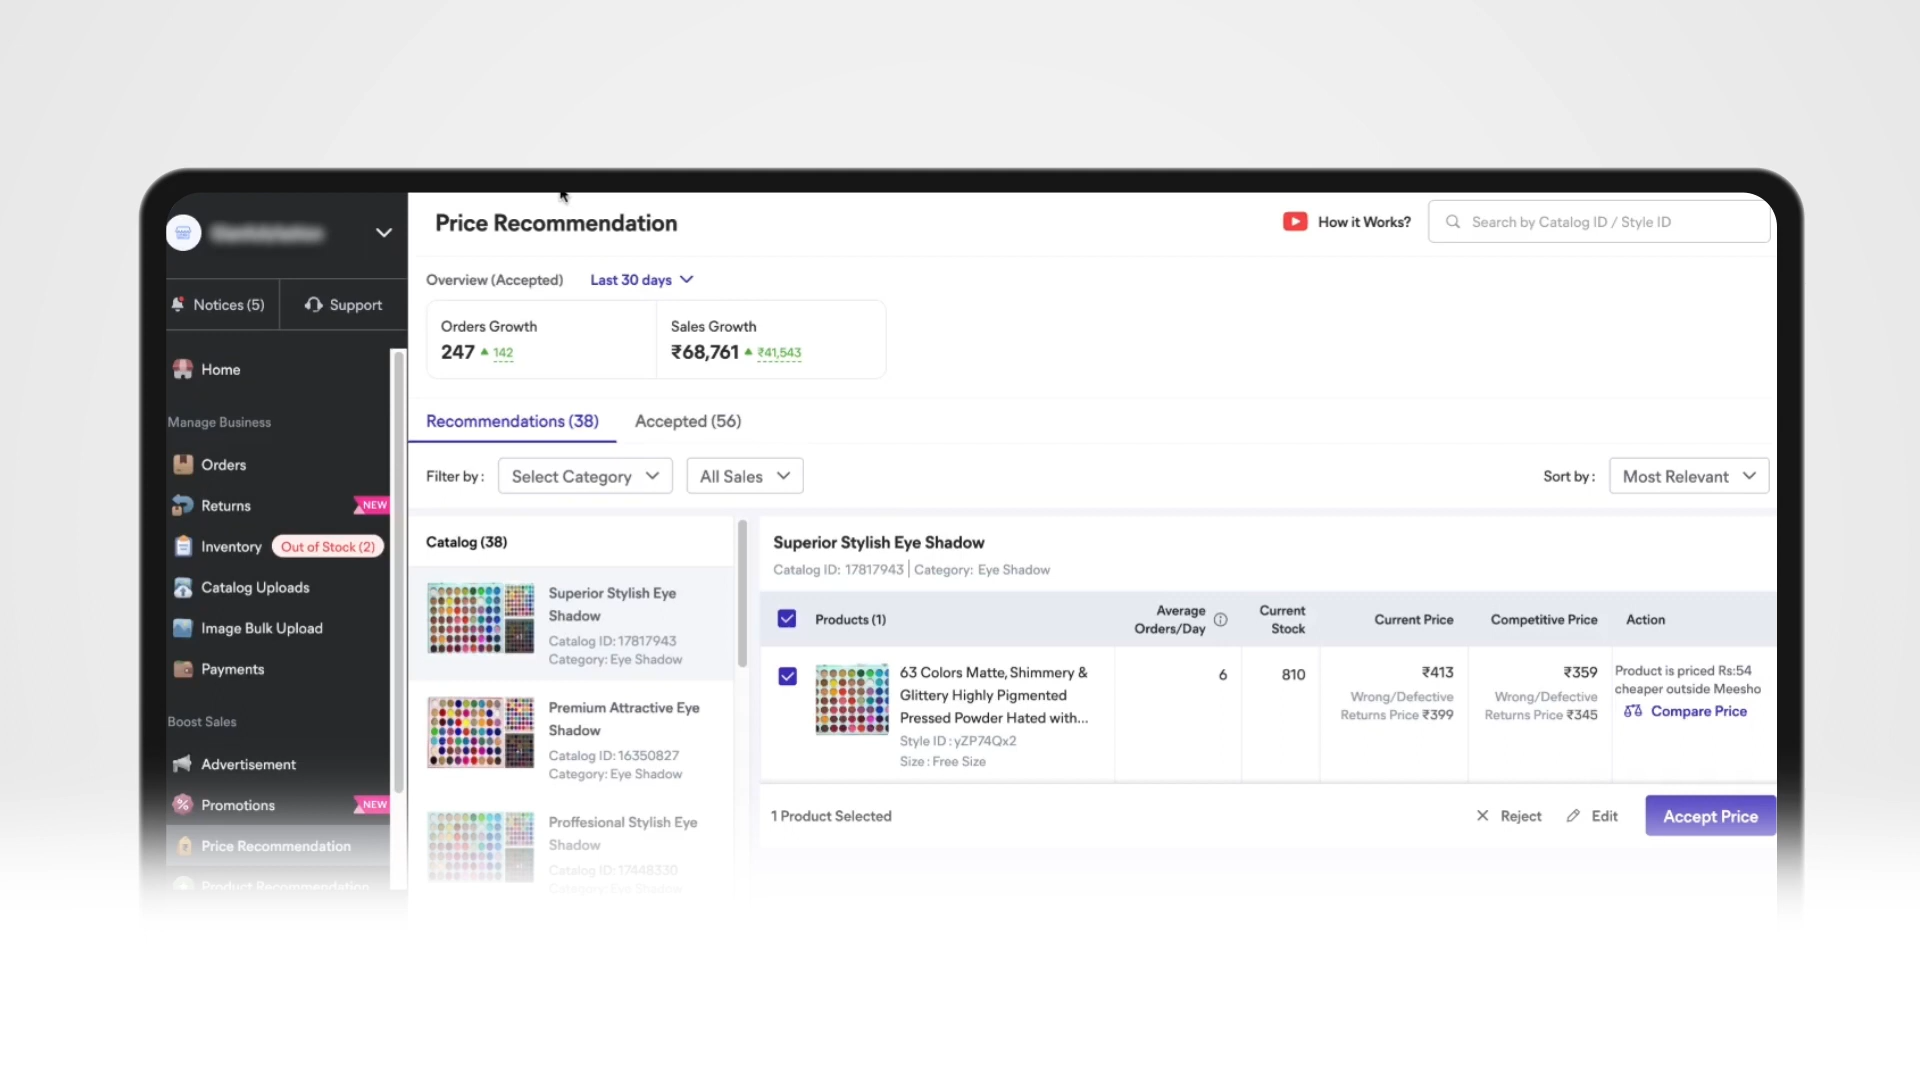 Price Recommendation
How it Works?
Search by Catalog ID / Style ID
Notices (5)
Support
Home
Manage Business
Orders
Returns
NEW
Inventory
Out of Stock (2)
Catalog Uploads
Image Bulk Upload
Payments
Boost Sales
Advertisement
Promotions
NEW
Price Recommendation
Product Recommendation
Overview (Accepted)
Last 30 days
Orders Growth
247 142
Sales Growth
₹68,761 ₹41,543
Recommendations (38)
Accepted (56)
Filter by :
Select Category
All Sales
Sort by :
Most Relevant
Catalog (38)
Superior Stylish Eye
Shadow
Catalog ID: 17817943
Category: Eye Shadow
Premium Attractive Eye
Shadow
Catalog ID: 16350827
Category: Eye Shadow
Proffesional Stylish Eye
Shadow
Catalog ID: 17448330
Category: Eye Shadow
Superior Stylish Eye Shadow
Catalog ID: 17817943 | Category: Eye Shadow
Products (1)
Average
Orders/Day
Current
Stock
Current Price
Competitive Price
Action
63 Colors Matte, Shimmery &
Glittery Highly Pigmented
Pressed Powder Hated with...
Style ID : yZP74Qx2
Size : Free Size
6
810
₹413
Wrong/Defective
Returns Price ₹399
₹359
Wrong/Defective
Returns Price ₹345
Product is priced Rs:54
cheaper outside Meesho
Compare Price
1 Product Selected
Reject
Edit
Accept Price